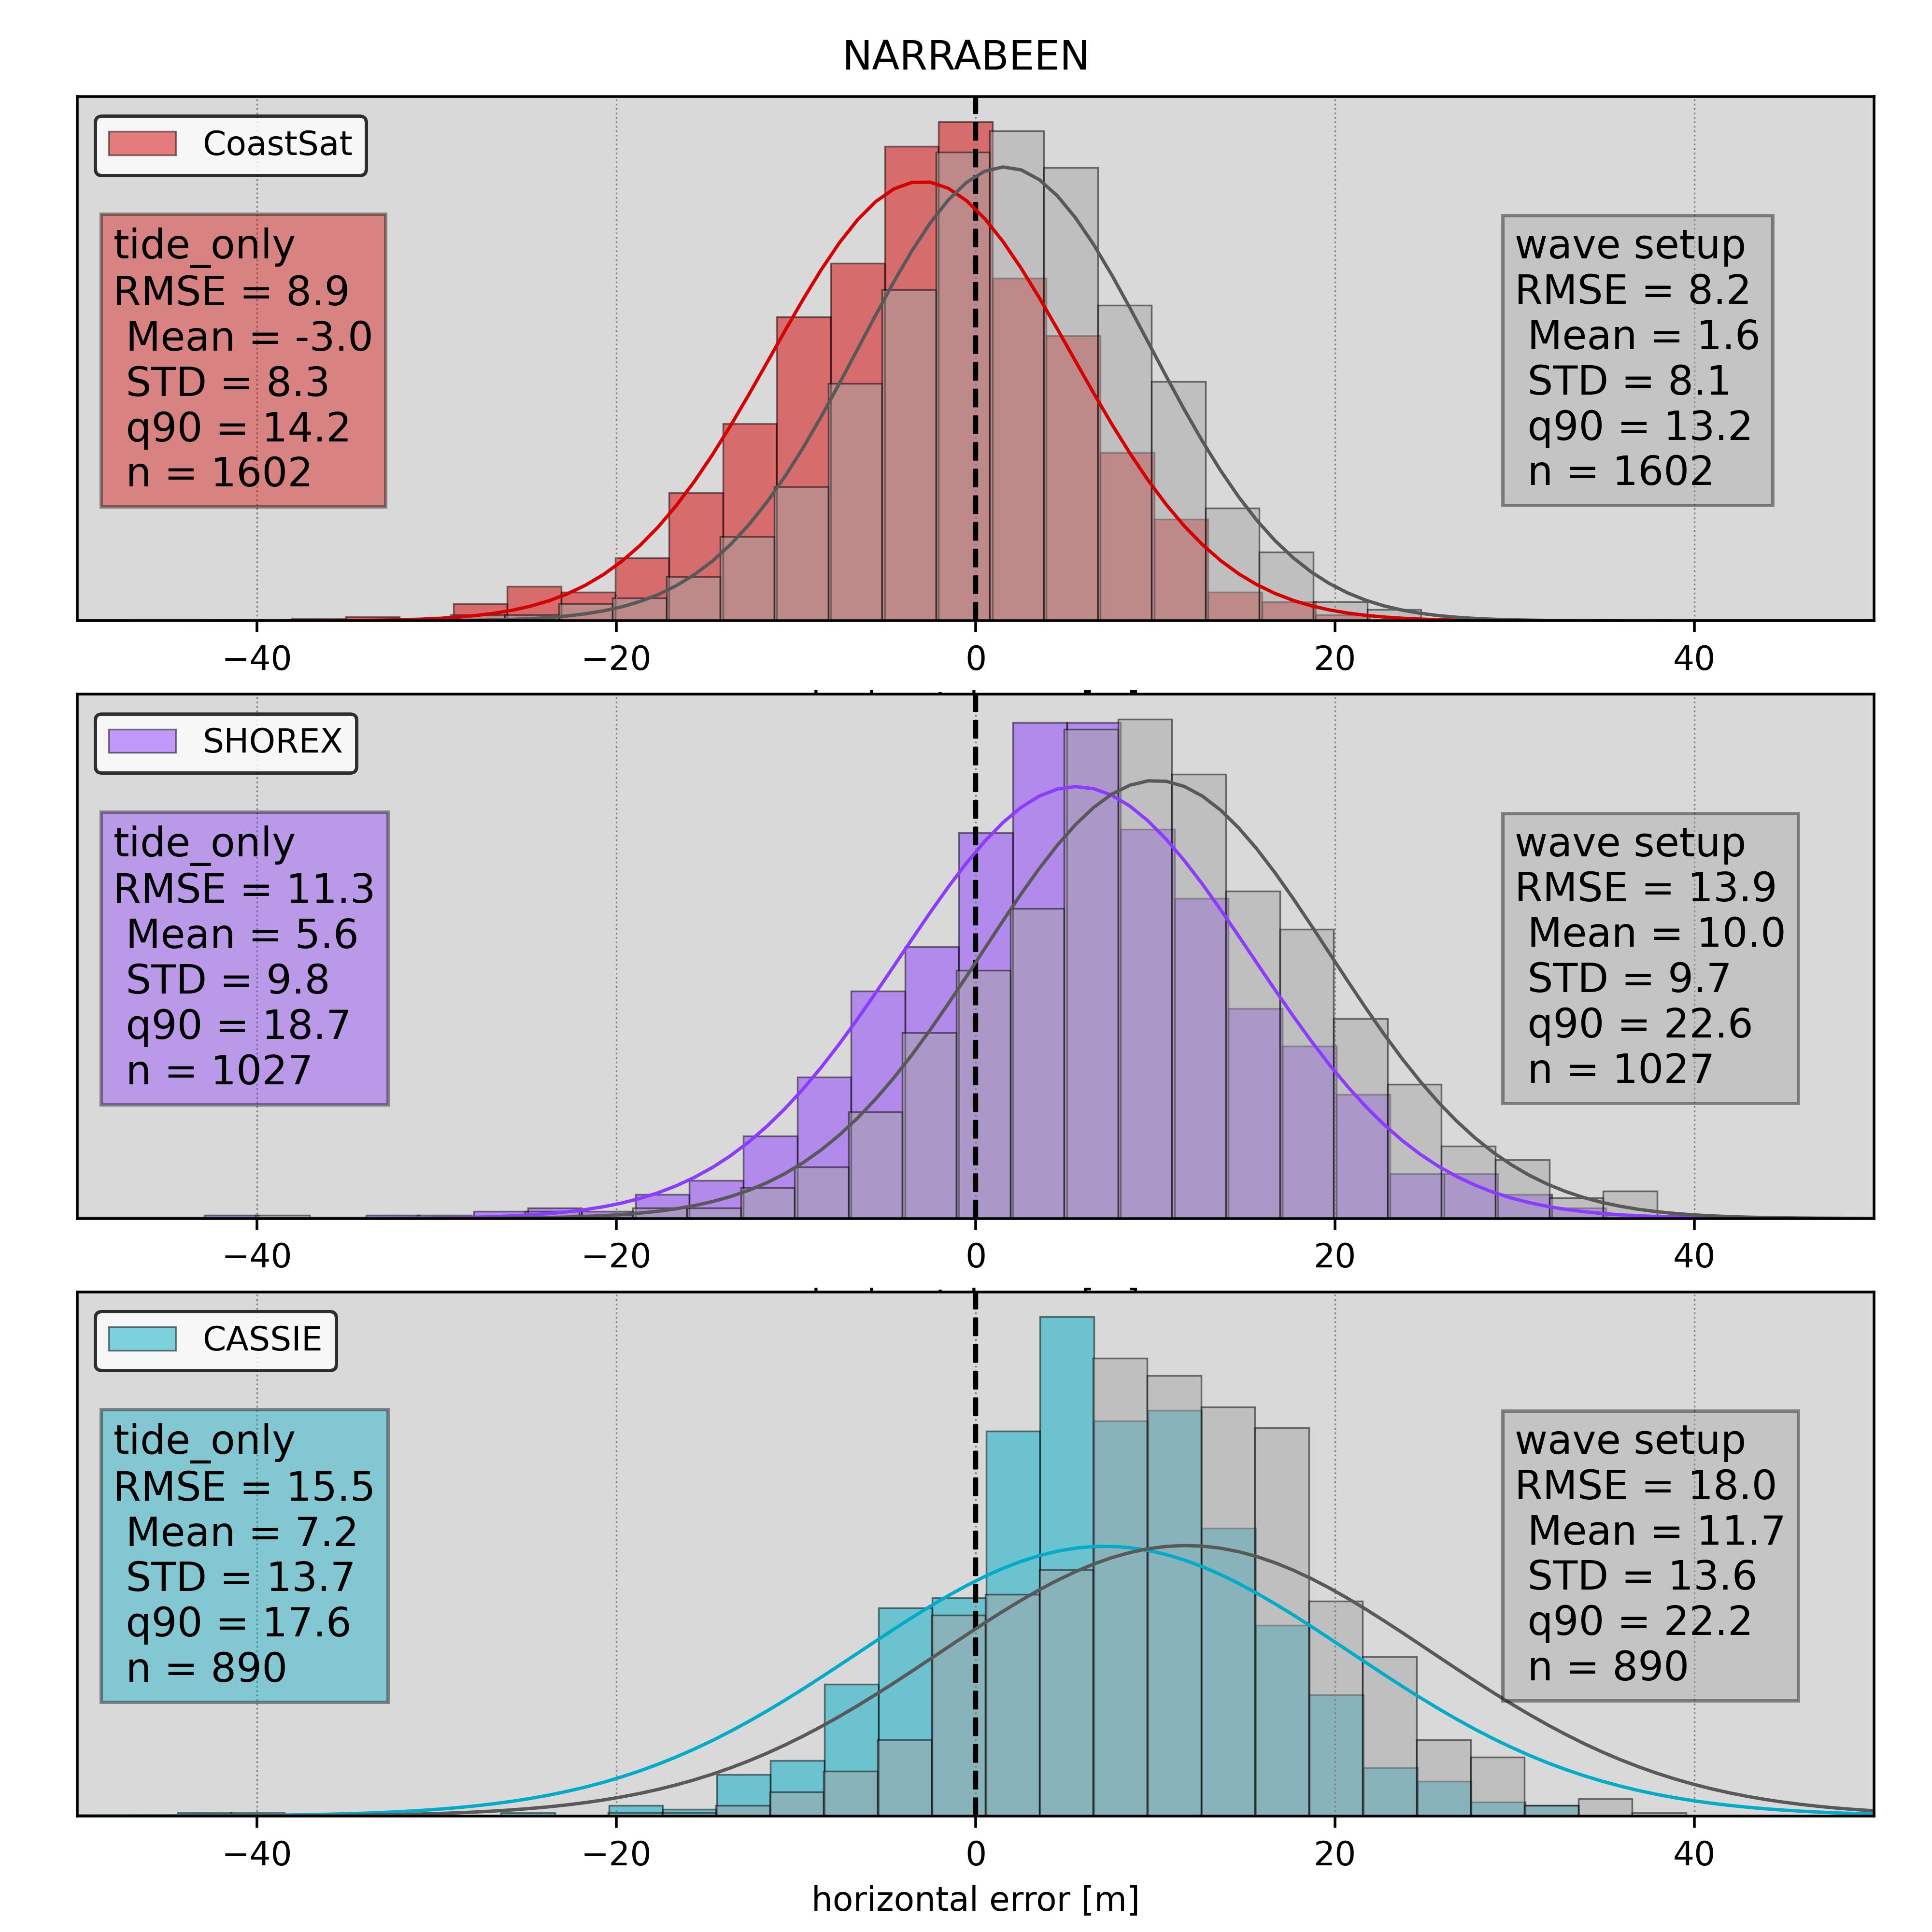 NARRABEEN
CoastSat
tide_only
RMSE = 8.9
Mean = -3.0
STD = 8.3
q90 = 14.2
n = 1602
wave setup
RMSE = 8.2
Mean = 1.6
STD = 8.1
q90 = 13.2
n = 1602
−40 −20 0 20 40
SHOREX
tide_only
RMSE = 11.3
Mean = 5.6
STD = 9.8
q90 = 18.7
n = 1027
wave setup
RMSE = 13.9
Mean = 10.0
STD = 9.7
q90 = 22.6
n = 1027
−40 −20 0 20 40
CASSIE
tide_only
RMSE = 15.5
Mean = 7.2
STD = 13.7
q90 = 17.6
n = 890
wave setup
RMSE = 18.0
Mean = 11.7
STD = 13.6
q90 = 22.2
n = 890
−40 −20 0 20 40
horizontal error [m]